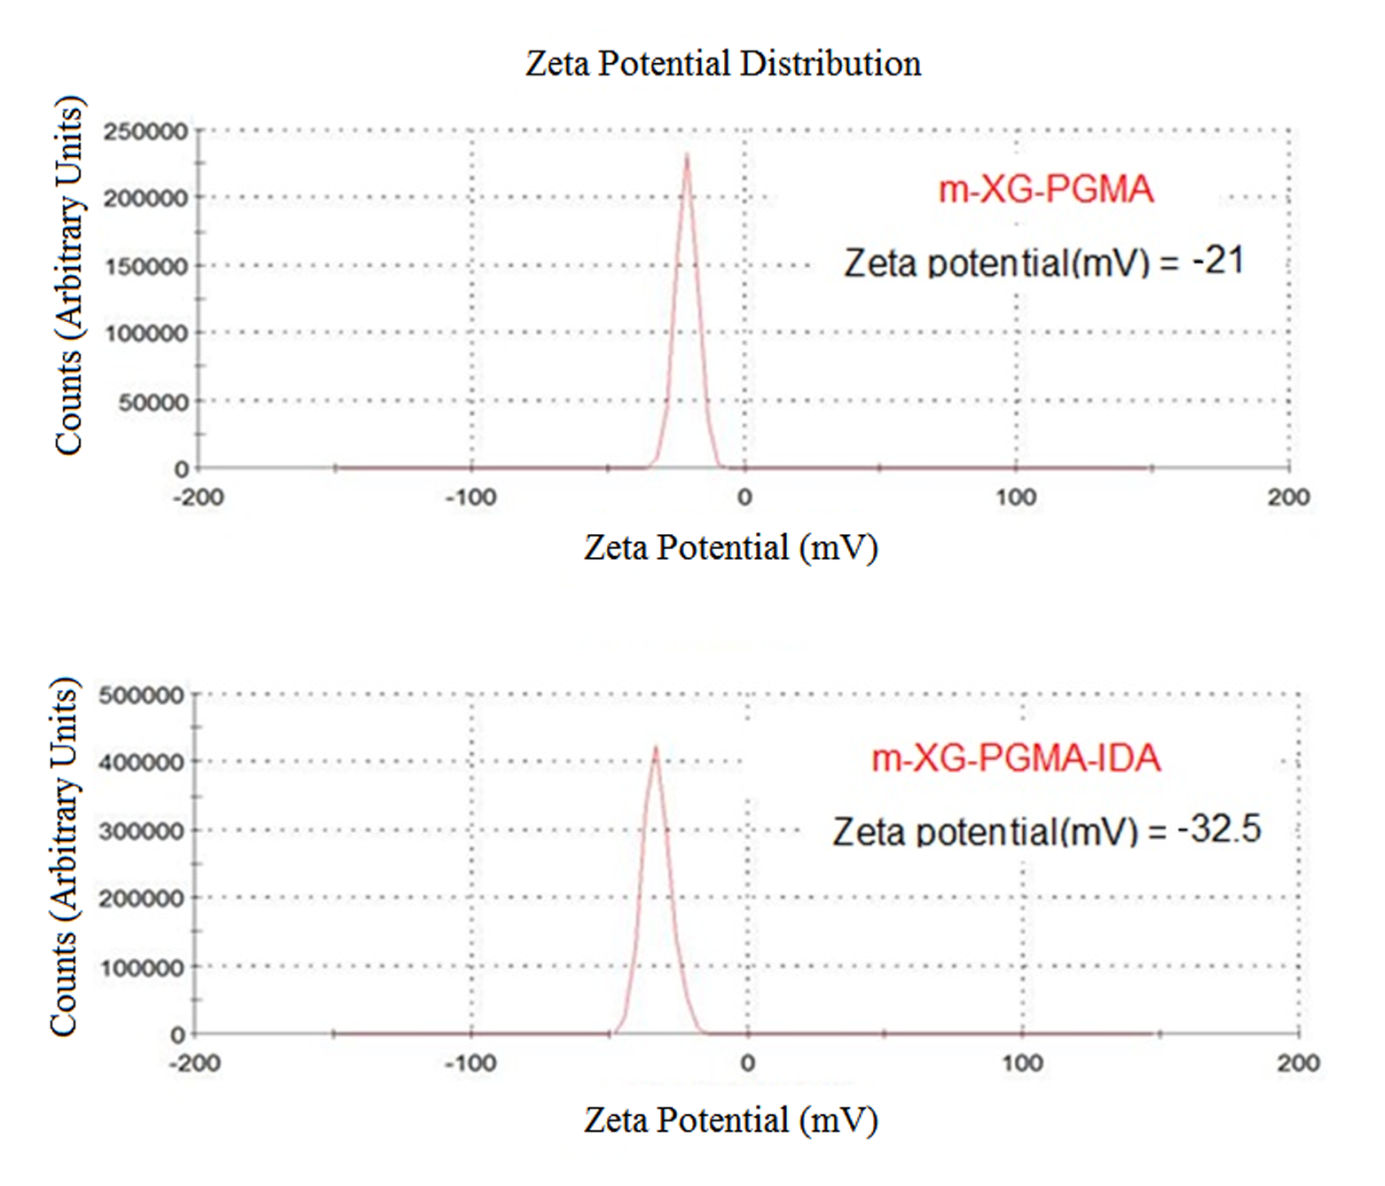 Zeta Potential Distribution
Counts (Arbitrary Units)
250000
200000
150000
100000
50000
0
-200
-100
0
100
200
m-XG-PGMA
Zeta potential(mV) = -21
Zeta Potential (mV)
Counts (Arbitrary Units)
500000
400000
300000
200000
100000
0
-200
-100
0
100
200
m-XG-PGMA-IDA
Zeta potential(mV) = -32.5
Zeta Potential (mV)